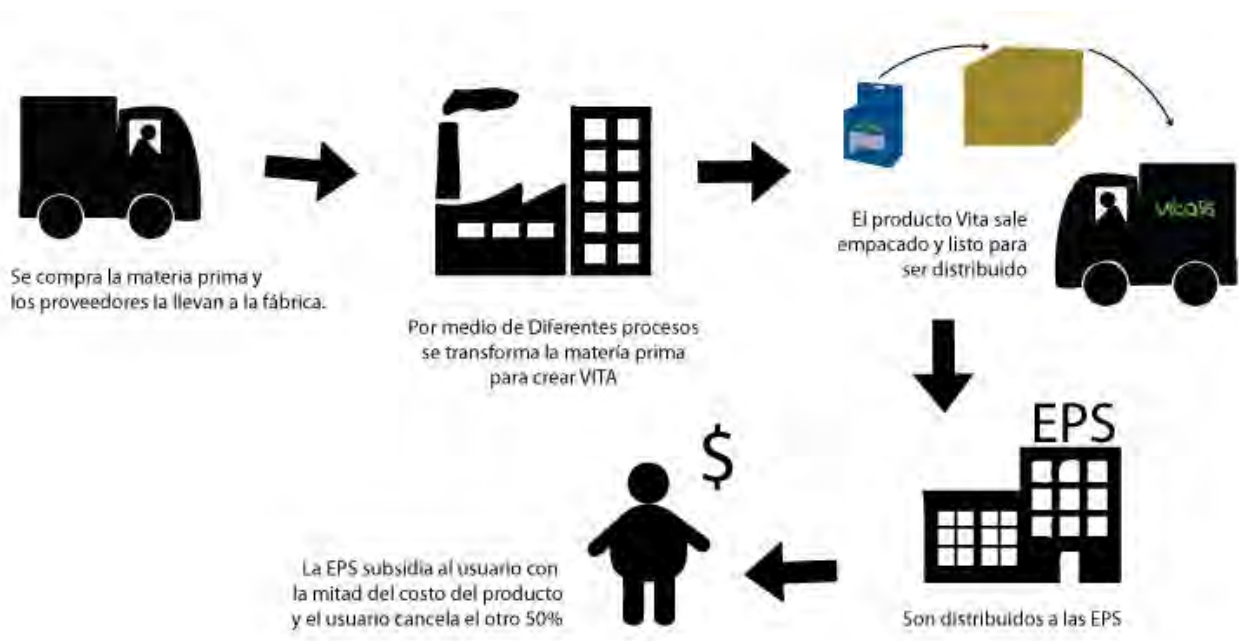 Se compra la materia prima y
los proveedores la llevan a la fábrica.
Por medio de Diferentes procesos
se transforma la matería prima
para crear VITA
El producto Vita sale
empacado y listo para
ser distribuido
EPS
Son distribuidos a las EPS
$
La EPS subsidia al usuario con
la mitad del costo del producto
y el usuario cancela el otro 50%